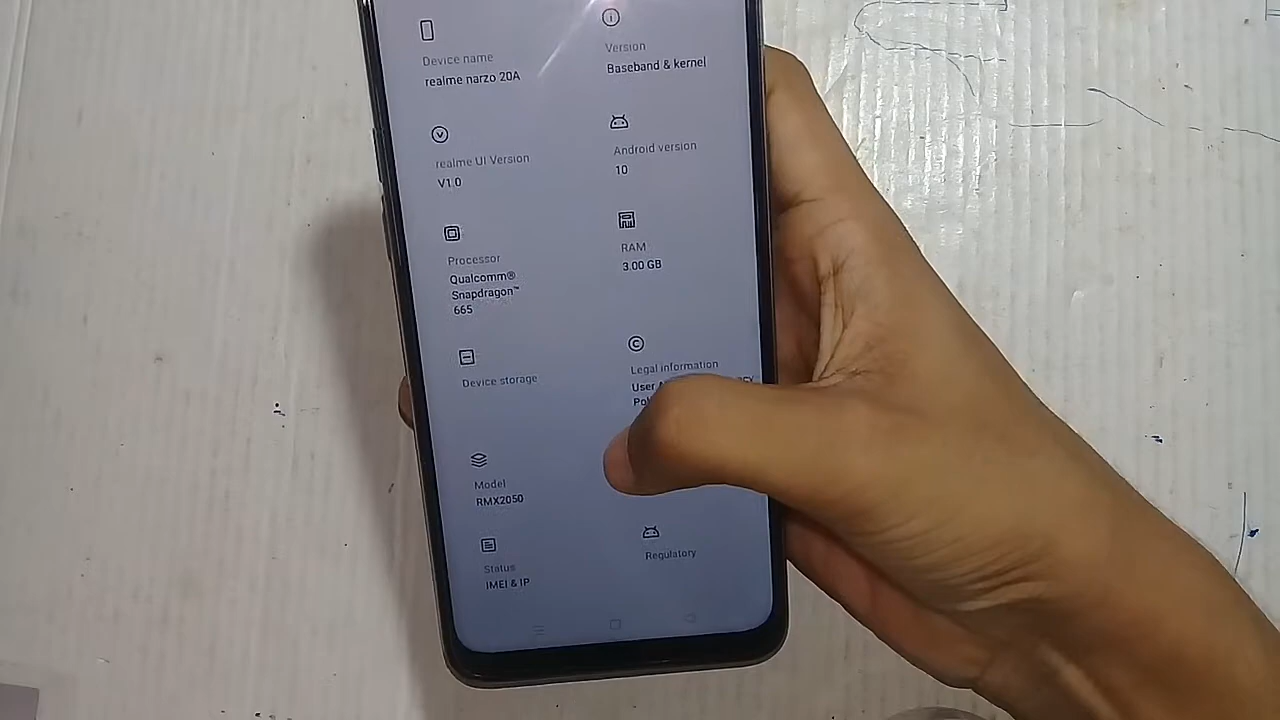 Device name
realme narzo 20A
Version
Baseband & kernel
realme UI Version
V1.0
Android version
10
Processor
Qualcomm®
Snapdragon™
665
RAM
3.00 GB
Device storage
Legal information
User
Model
RMX2050
Status
IMEI & IP
Regulatory